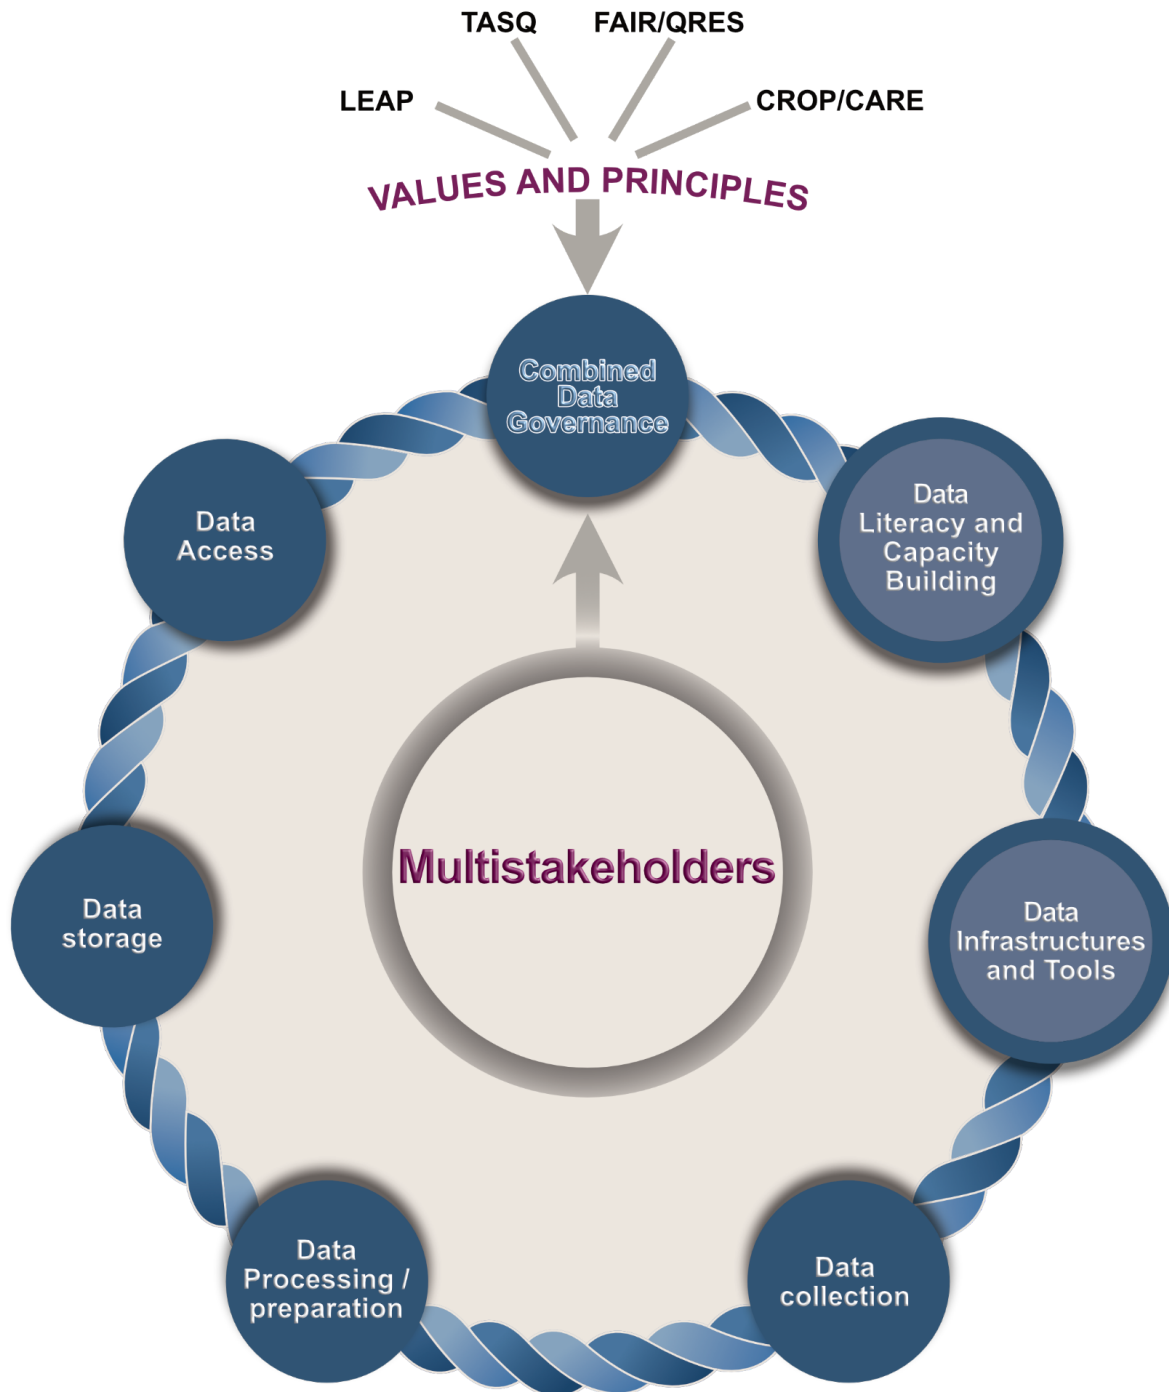 TASQ
FAIR/QRES
LEAP
CROP/CARE
VALUES AND PRINCIPLES
Combined
Data
Governance
Data
Literacy and
Capacity
Building
Data
Access
Multistakeholders
Data
storage
Data
Infrastructures
and Tools
Data
Processing /
preparation
Data
collection